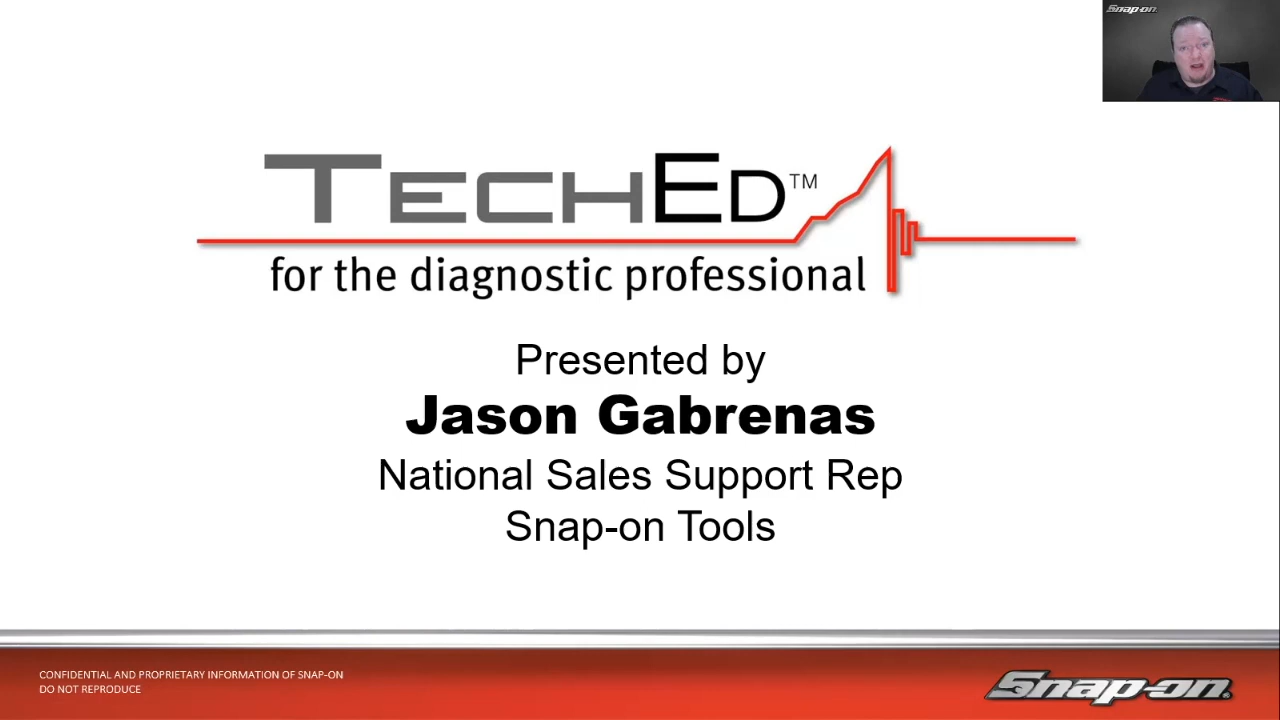 Snap-on
TECHED™
for the diagnostic professional
Presented by
Jason Gabrenas
National Sales Support Rep
Snap-on Tools
CONFIDENTIAL AND PROPRIETARY INFORMATION OF SNAP-ON
DO NOT REPRODUCE
Snap-on®